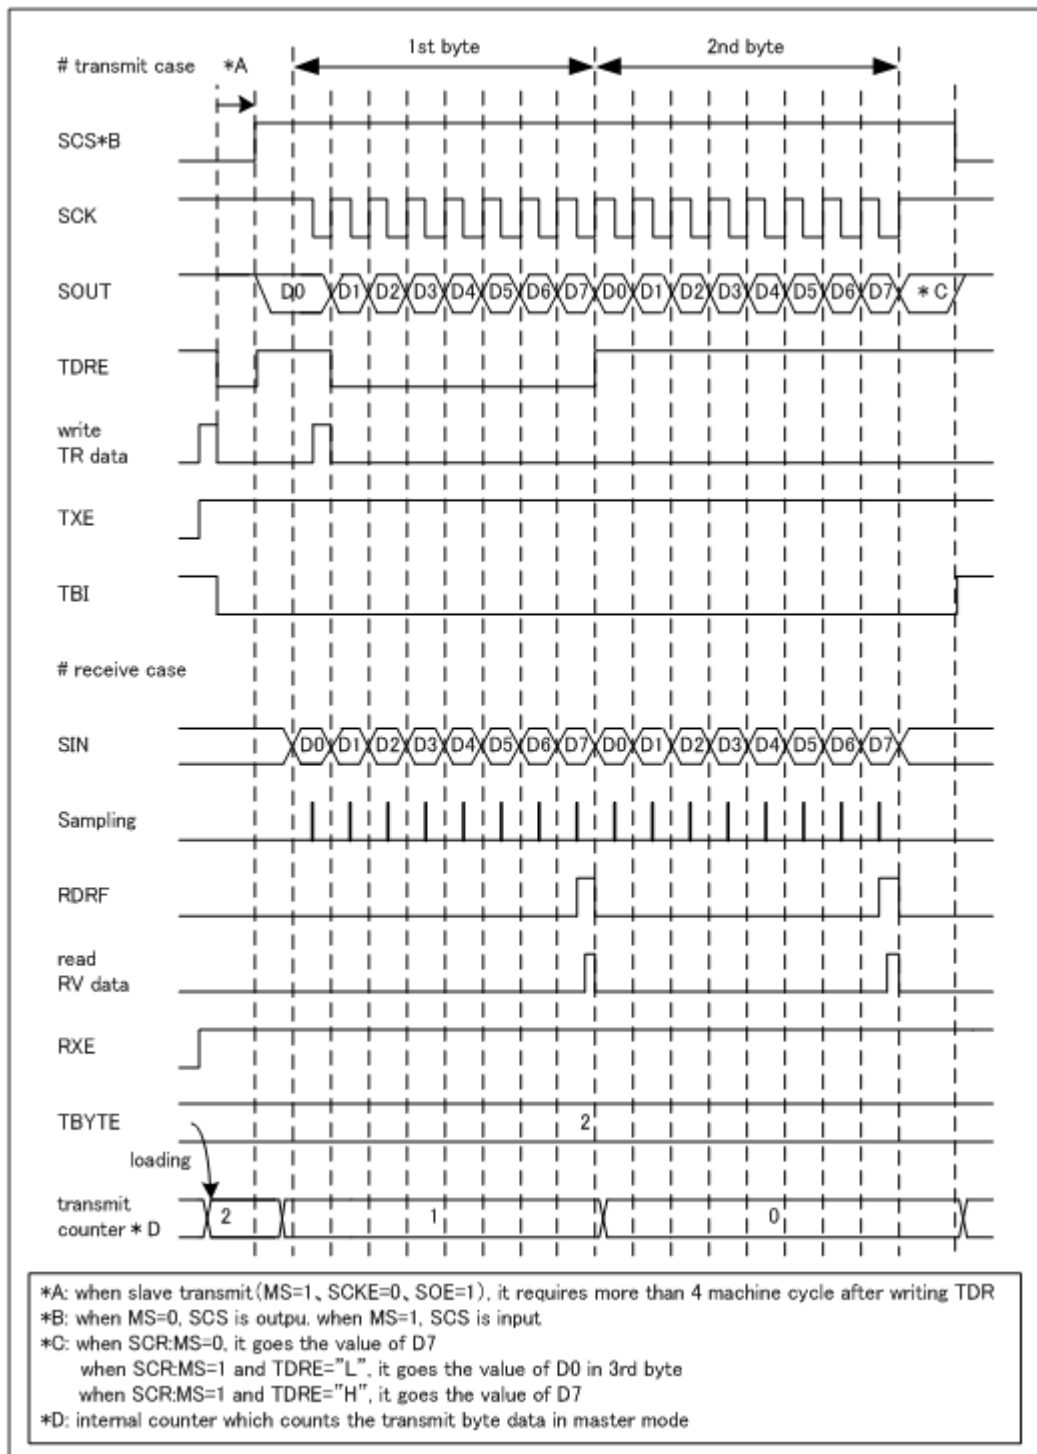 1st byte 2nd byte
# transmit case *A
SCS*B
SCK
SOUT D0 D1 D2 D3 D4 D5 D6 D7 D0 D1 D2 D3 D4 D5 D6 D7 *C
TDRE
write
TR data
TXE
TBI
# receive case
SIN D0 D1 D2 D3 D4 D5 D6 D7 D0 D1 D2 D3 D4 D5 D6 D7
Sampling
RDRF
read
RV data
RXE
TBYTE 2
loading
transmit
counter *D 2 1 0
*A: when slave transmit(MS=1、SCKE=0、SOE=1), it requires more than 4 machine cycle after writing TDR
*B: when MS=0, SCS is outpu, when MS=1, SCS is input
*C: when SCR:MS=0, it goes the value of D7
when SCR:MS=1 and TDRE="L", it goes the value of D0 in 3rd byte
when SCR:MS=1 and TDRE="H", it goes the value of D7
*D: internal counter which counts the transmit byte data in master mode